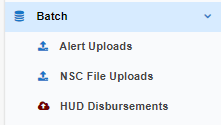 Batch
Alert Uploads
NSC File Uploads
HUD Disbursements